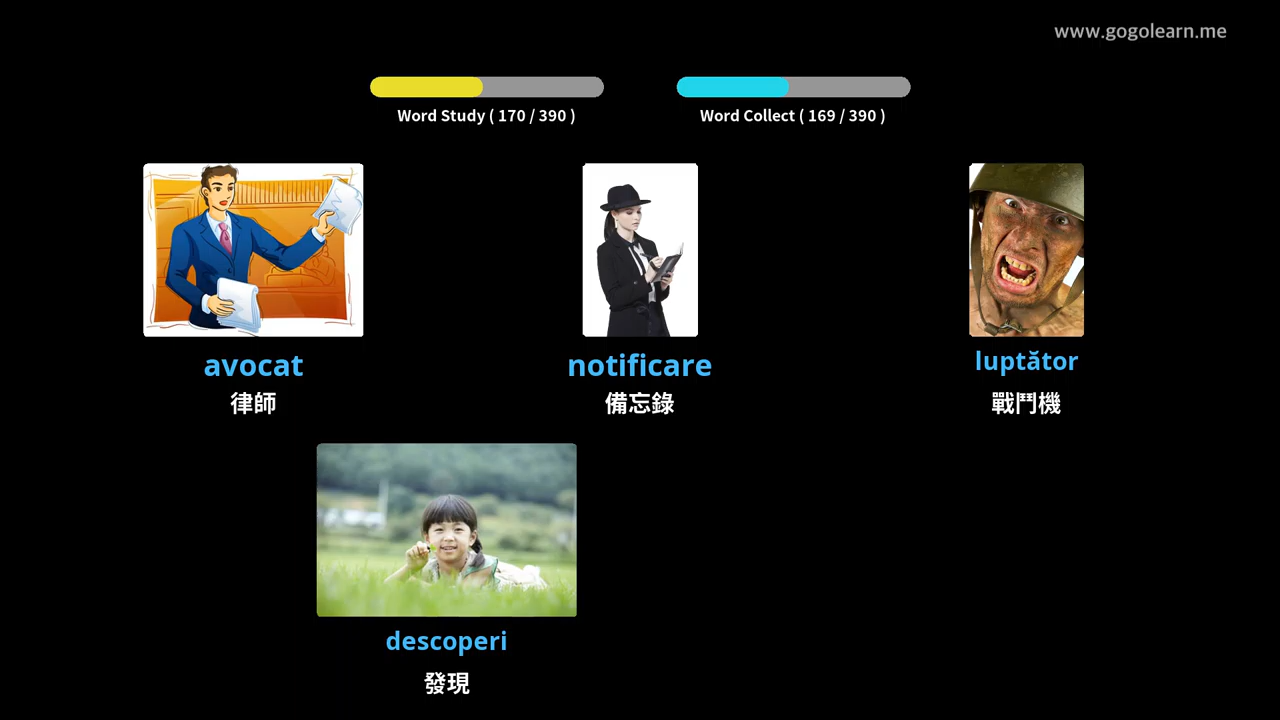 www.gogolearn.me
Word Study ( 170 / 390 )
Word Collect ( 169 / 390 )
avocat
律師
notificare
備忘錄
luptător
戰鬥機
descoperi
發現